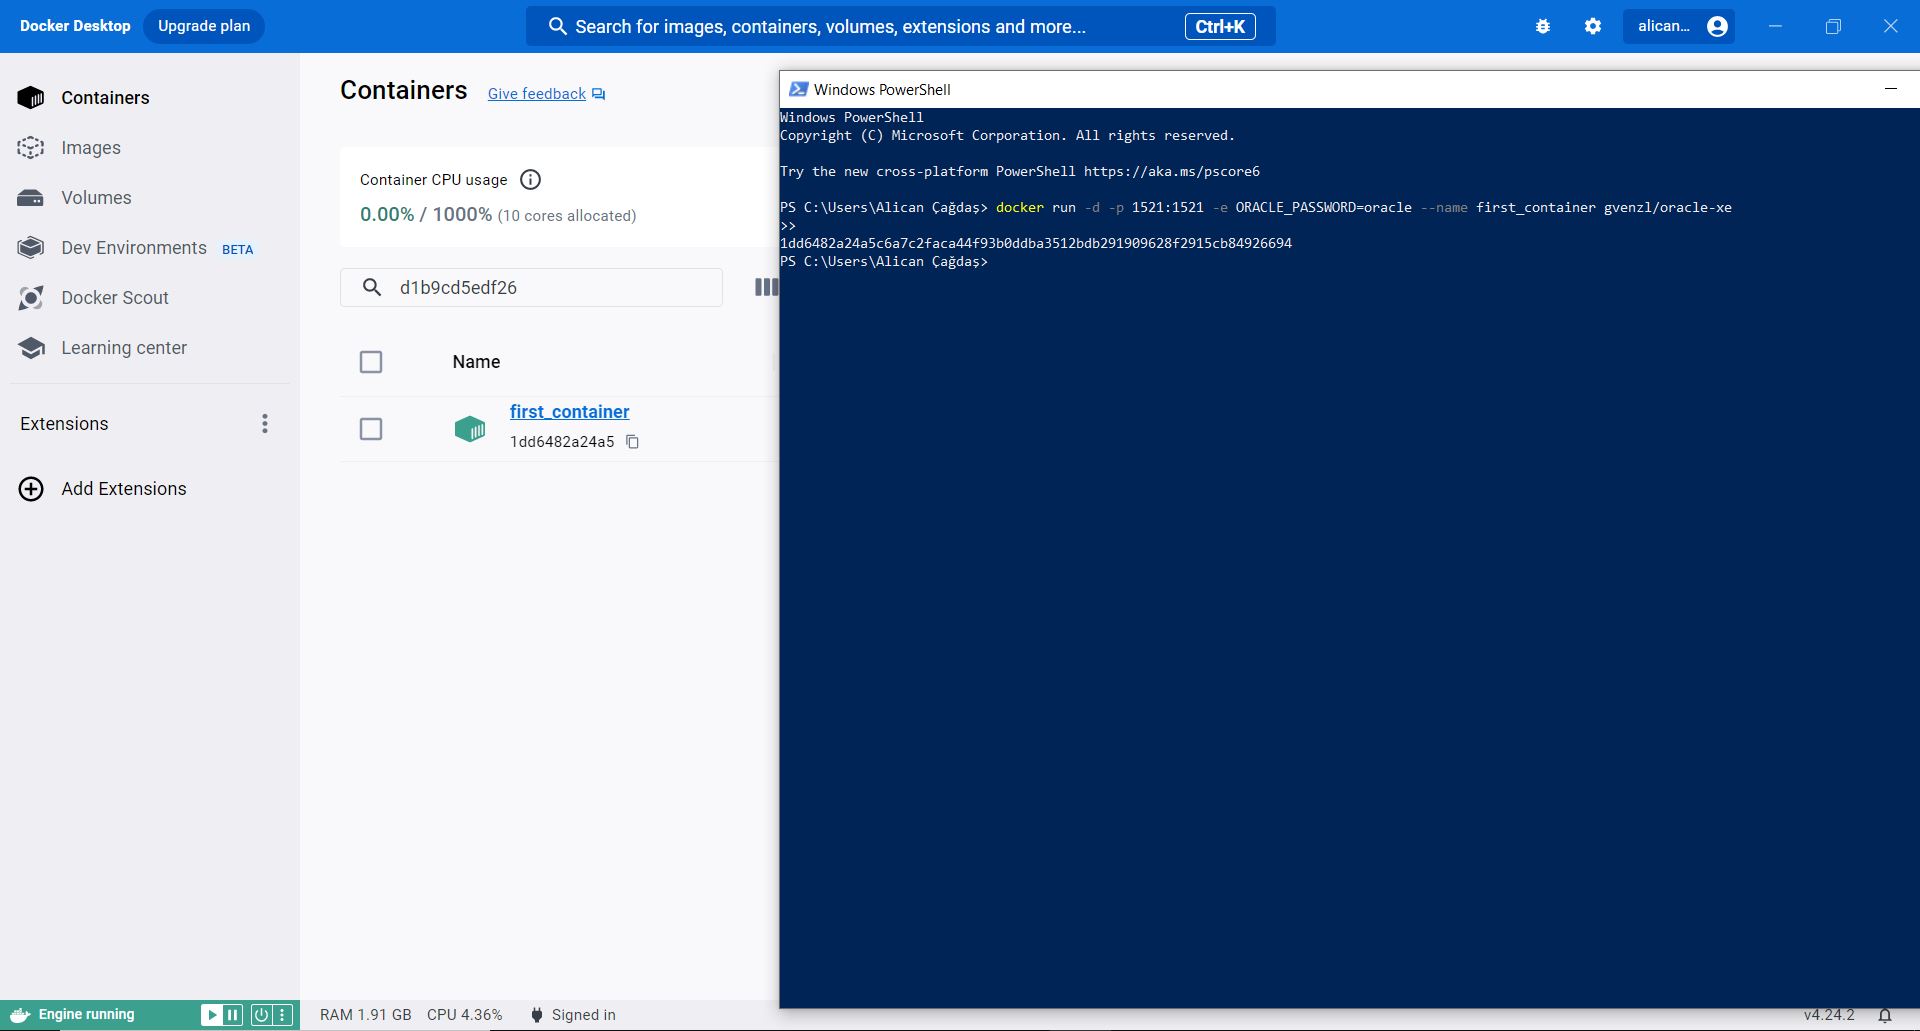 Docker Desktop Upgrade plan Search for images, containers, volumes, extensions and more... Ctrl+K alican...
Containers
Images
Volumes
Dev Environments BETA
Docker Scout
Learning center
Extensions
Add Extensions
Containers Give feedback
Container CPU usage
0.00% / 1000% (10 cores allocated)
d1b9cd5edf26
Name
first_container
1dd6482a24a5
Windows PowerShell
Windows PowerShell
Copyright (C) Microsoft Corporation. All rights reserved.
Try the new cross-platform PowerShell https://aka.ms/pscore6
PS C:\Users\Alican Çağdaş> docker run -d -p 1521:1521 -e ORACLE_PASSWORD=oracle --name first_container gvenzl/oracle-xe
>>
1dd6482a24a5c6a7c2faca44f93b0ddba3512bdb291909628f2915cb84926694
PS C:\Users\Alican Çağdaş>
Engine running RAM 1.91 GB CPU 4.36% Signed in v4.24.2